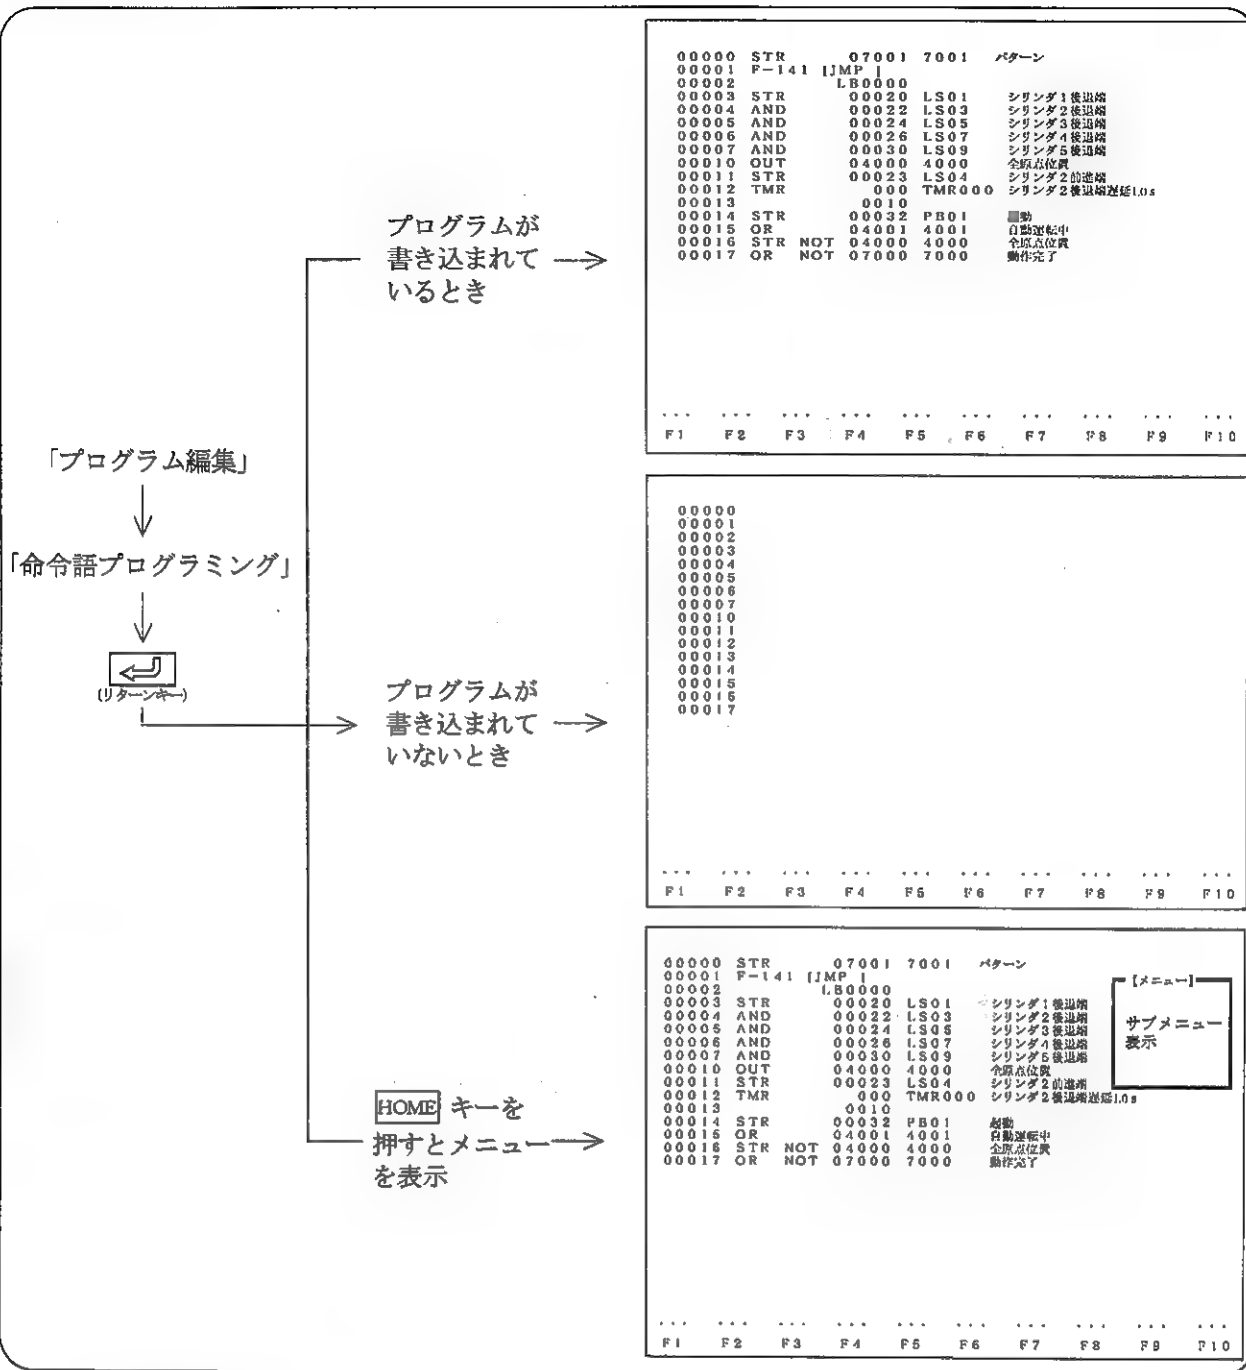 「プログラム編集」
「命令語プログラミング」
(リターンキー)
プログラムが
書き込まれて
いるとき
00000 STR 07001 7001 パターン
00001 F-141 [JMP ]
00002 LB0000
00003 STR 00020 LS01 シリンダ1後退端
00004 AND 00022 LS03 シリンダ2後退端
00005 AND 00024 LS05 シリンダ3後退端
00006 AND 00026 LS07 シリンダ4後退端
00007 AND 00030 LS09 シリンダ5後退端
00010 OUT 04000 4000 全原点位置
00011 STR 00023 LS04 シリンダ2前進端
00012 TMR 000 TMR000 シリンダ2後退端遅延1.0s
00013 0010
00014 STR 00032 PB01 動
00015 OR 04001 4001 自動運転中
00016 STR NOT 04000 4000 全原点位置
00017 OR NOT 07000 7000 動作完了
... ... ... ... ... ... ... ... ... ...
F1 F2 F3 F4 F5 F6 F7 F8 F9 F10
プログラムが
書き込まれて
いないとき
00000
00001
00002
00003
00004
00005
00006
00007
00010
00011
00012
00013
00014
00015
00016
00017
... ... ... ... ... ... ... ... ... ...
F1 F2 F3 F4 F5 F6 F7 F8 F9 F10
HOME キーを
押すとメニュー
を表示
00000 STR 07001 7001 パターン
00001 F-141 [JMP ]
00002 LB0000
00003 STR 00020 LS01 シリンダ1後退端
00004 AND 00022 LS03 シリンダ2後退端
00005 AND 00024 LS05 シリンダ3後退端
00006 AND 00026 LS07 シリンダ4後退端
00007 AND 00030 LS09 シリンダ5後退端
00010 OUT 04000 4000 全原点位置
00011 STR 00023 LS04 シリンダ2前進端
00012 TMR 000 TMR000 シリンダ2後退端遅延1.0s
00013 0010
00014 STR 00032 PB01 起動
00015 OR 04001 4001 自動運転中
00016 STR NOT 04000 4000 全原点位置
00017 OR NOT 07000 7000 動作完了
【メニュー】
サブメニュー
表示
... ... ... ... ... ... ... ... ... ...
F1 F2 F3 F4 F5 F6 F7 F8 F9 F10